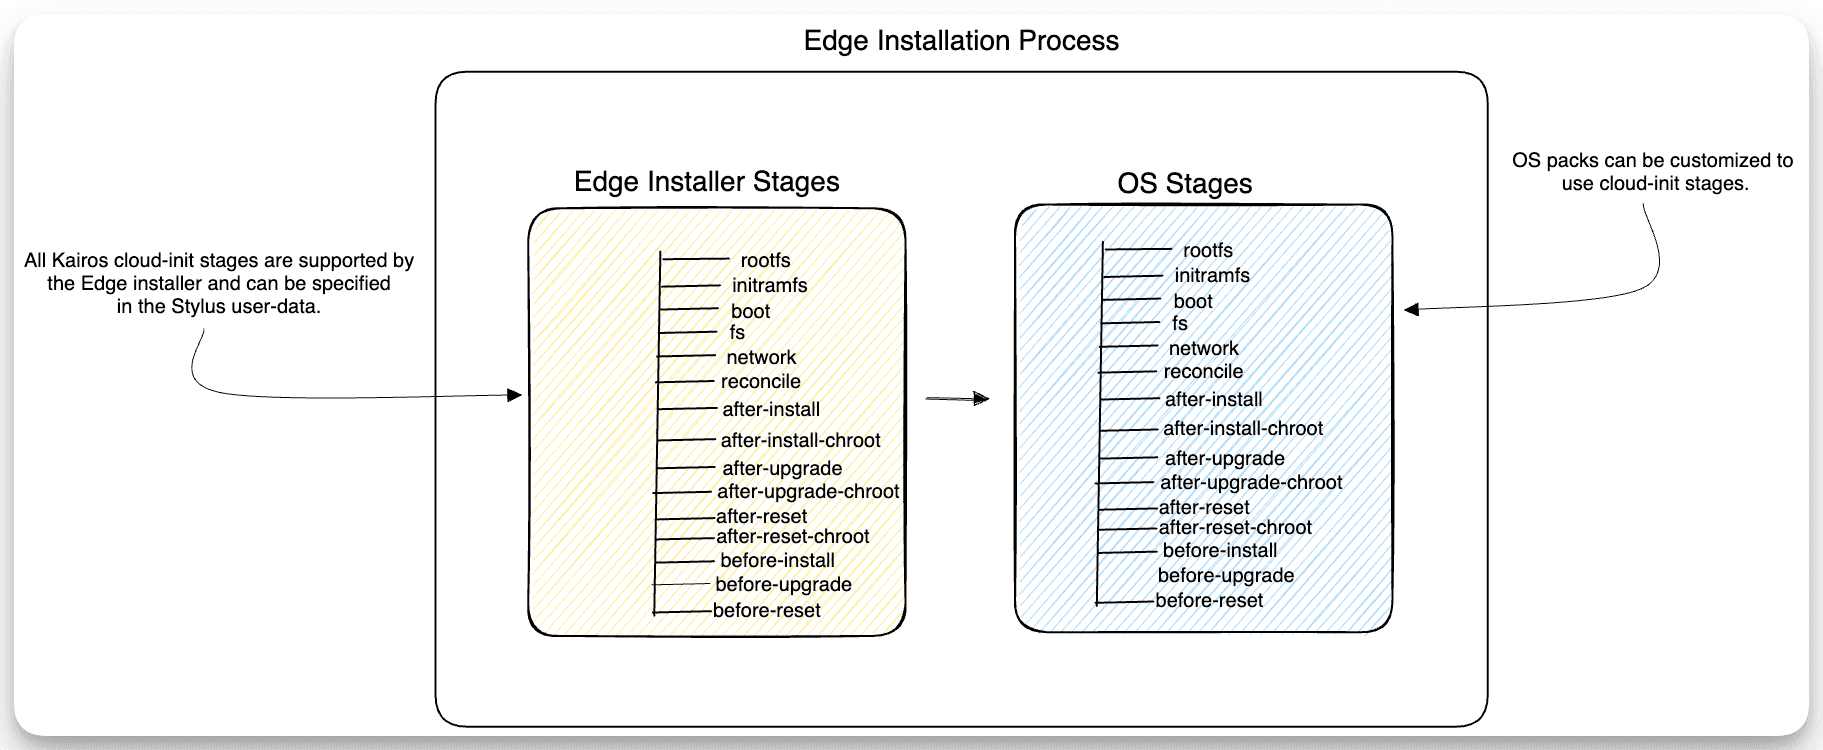 Edge Installation Process
All Kairos cloud-init stages are supported by
the Edge installer and can be specified
in the Stylus user-data.
Edge Installer Stages
rootfs
initramfs
boot
fs
network
reconcile
after-install
after-install-chroot
after-upgrade
after-upgrade-chroot
after-reset
after-reset-chroot
before-install
before-upgrade
before-reset
OS Stages
rootfs
initramfs
boot
fs
network
reconcile
after-install
after-install-chroot
after-upgrade
after-upgrade-chroot
after-reset
after-reset-chroot
before-install
before-upgrade
before-reset
OS packs can be customized to
use cloud-init stages.